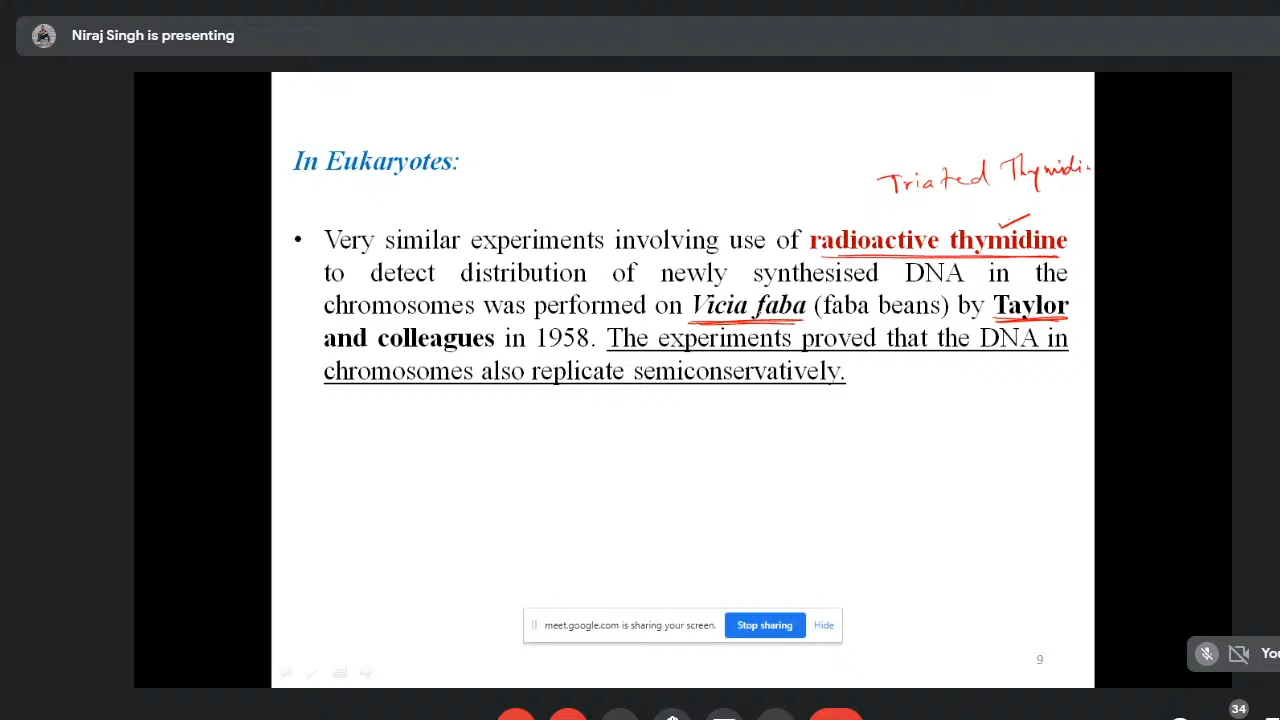 Niraj Singh is presenting
In Eukaryotes:
Triated Thymidin
• Very similar experiments involving use of radioactive thymidine
to detect distribution of newly synthesised DNA in the
chromosomes was performed on Vicia faba (faba beans) by Taylor
and colleagues in 1958. The experiments proved that the DNA in
chromosomes also replicate semiconservatively.
meet.google.com is sharing your screen. Stop sharing Hide
You
9
34